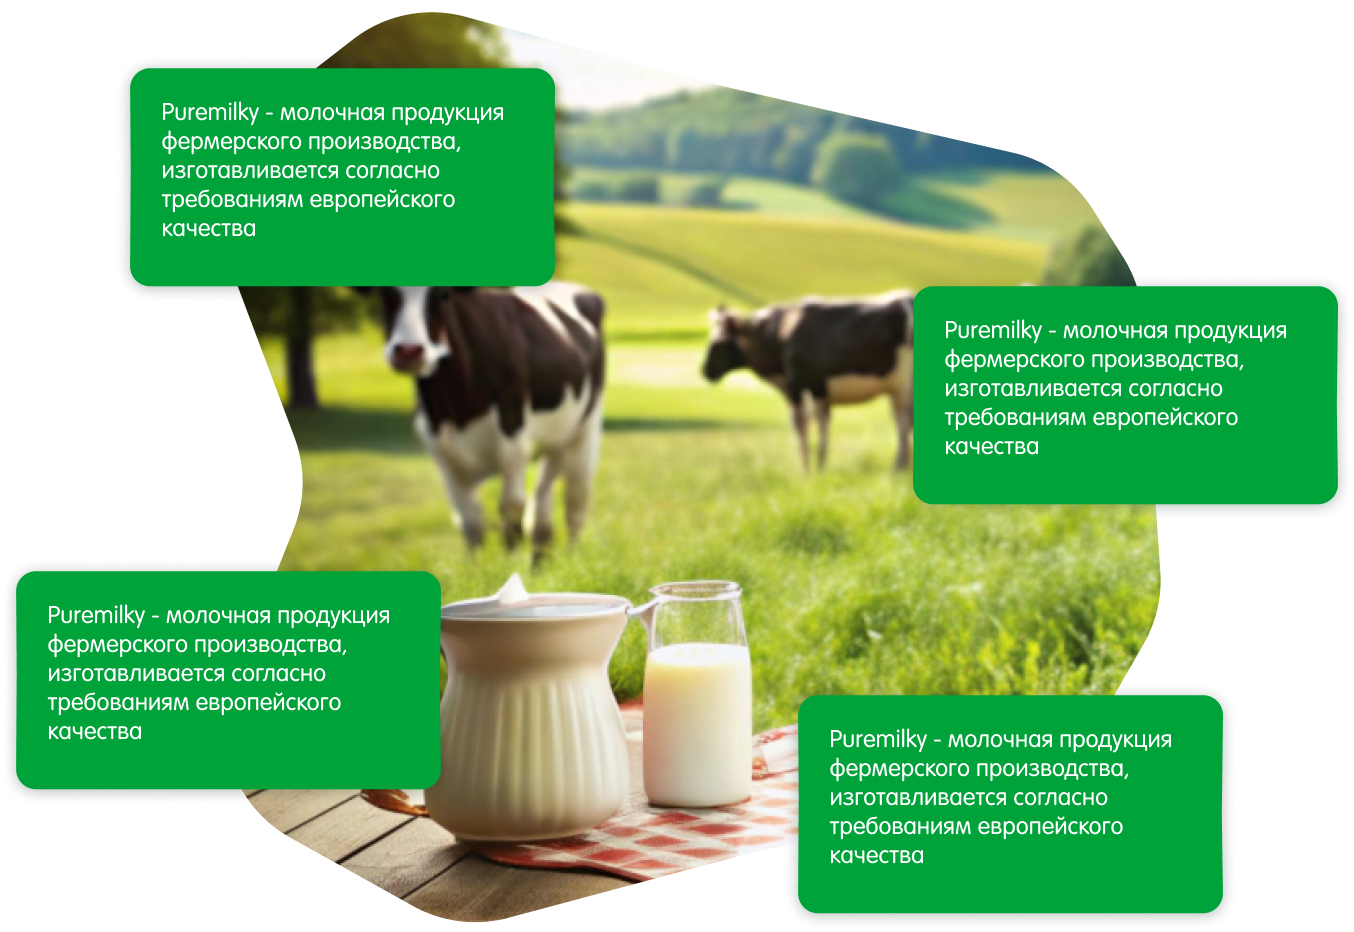 Puremilky - молочная продукция
фермерского производства,
изготавливается согласно
требованиям европейского
качества
Puremilky - молочная продукция
фермерского производства,
изготавливается согласно
требованиям европейского
качества
Puremilky - молочная продукция
фермерского производства,
изготавливается согласно
требованиям европейского
качества
Puremilky - молочная продукция
фермерского производства,
изготавливается согласно
требованиям европейского
качества